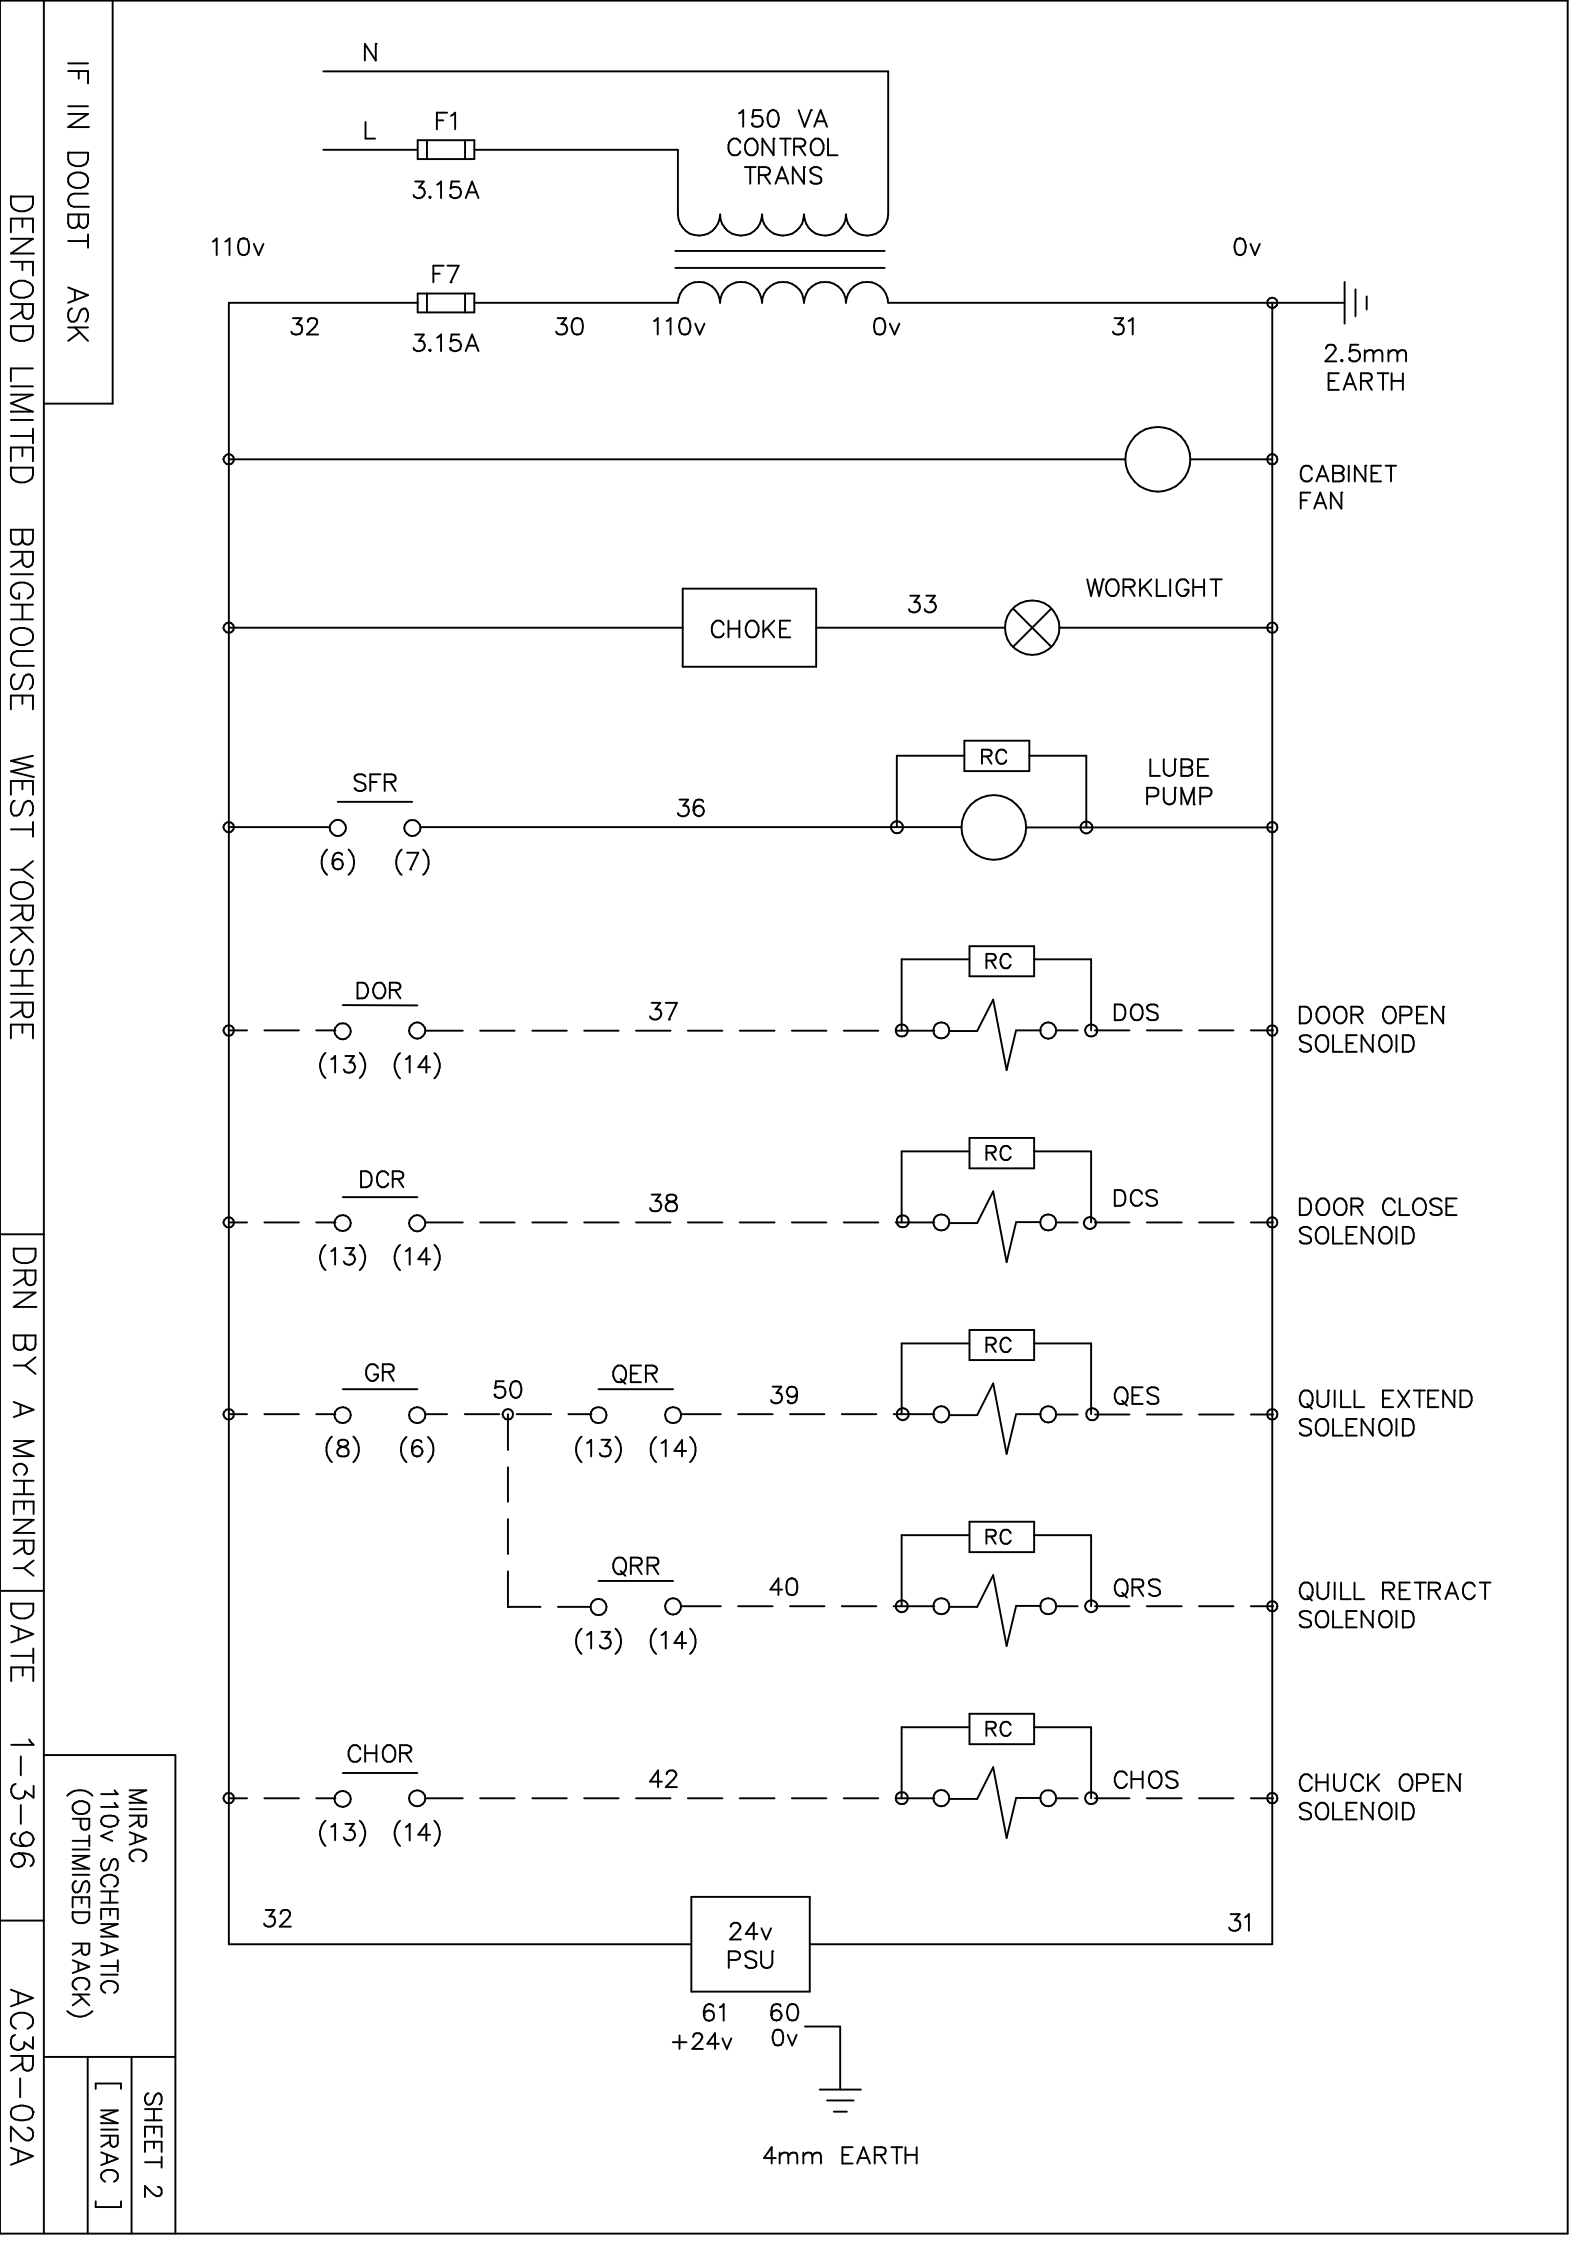 N
L
F1
3.15A
150 VA
CONTROL
TRANS
110v
0v
F7
3.15A
32
30
110v
0v
31
2.5mm
EARTH
CABINET
FAN
CHOKE
33
WORKLIGHT
SFR
(6) (7)
36
RC
LUBE
PUMP
DOR
(13) (14)
37
RC
DOS
DOOR OPEN
SOLENOID
DCR
(13) (14)
38
RC
DCS
DOOR CLOSE
SOLENOID
GR
(8) (6)
50
QER
(13) (14)
39
RC
QES
QUILL EXTEND
SOLENOID
QRR
(13) (14)
40
RC
QRS
QUILL RETRACT
SOLENOID
CHOR
(13) (14)
42
RC
CHOS
CHUCK OPEN
SOLENOID
32
24v
PSU
31
61
+24v
60
0v
4mm EARTH
IF IN DOUBT ASK
DENFORD LIMITED BRIGHOUSE WEST YORKSHIRE
DRN BY A McHENRY
DATE 1-3-96
AC3R-02A
MIRAC
110v SCHEMATIC
(OPTIMISED RACK)
SHEET 2
[ MIRAC ]